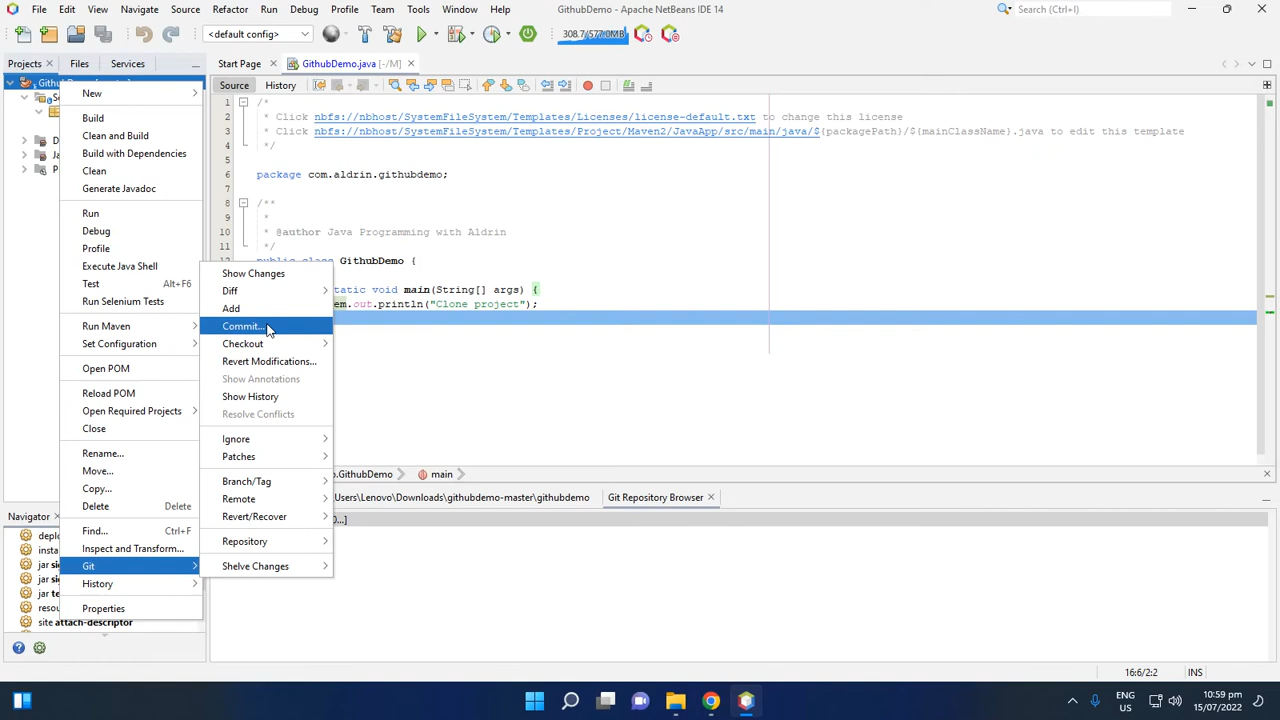 File Edit View Navigate Source Refactor Run Debug Profile Team Tools Window Help GithubDemo - Apache NetBeans IDE 14 Search (Ctrl+I)
<default config> 308.7/577.0MB
Projects Files Services Start Page GithubDemo.java [-/M]
Source History
New
Build
Clean and Build
Build with Dependencies
Clean
Generate Javadoc
Run
Debug
Profile
Execute Java Shell
Test Alt+F6
Run Selenium Tests
Run Maven
Set Configuration
Open POM
Reload POM
Open Required Projects
Close
Rename...
Move...
Copy...
Delete Delete
Find... Ctrl+F
Inspect and Transform...
Git
History
Properties
Show Changes
Diff
Add
Commit...
Checkout
Revert Modifications...
Show Annotations
Show History
Resolve Conflicts
Ignore
Patches
Branch/Tag
Remote
Revert/Recover
Repository
Shelve Changes
1 /*
2 * Click nbfs://nbhost/SystemFileSystem/Templates/Licenses/license-default.txt to change this license
3 * Click nbfs://nbhost/SystemFileSystem/Templates/Project/Maven2/JavaApp/src/main/java/${packagePath}/${mainClassName}.java to edit this template
4 */
5
6 package com.aldrin.githubdemo;
7
8 /**
9 *
10 * @author Java Programming with Aldrin
11 */
public class GithubDemo {
tatic void main(String[] args) {
em.out.println("Clone project");
o.GithubDemo main
Navigator
Users\Lenovo\Downloads\githubdemo-master\githubdemo Git Repository Browser
0...]
deplo
insta
jar si
jar si
jar te
resou
site attach-descriptor
16:6/2:2 INS
ENG
US
10:59 pm
15/07/2022